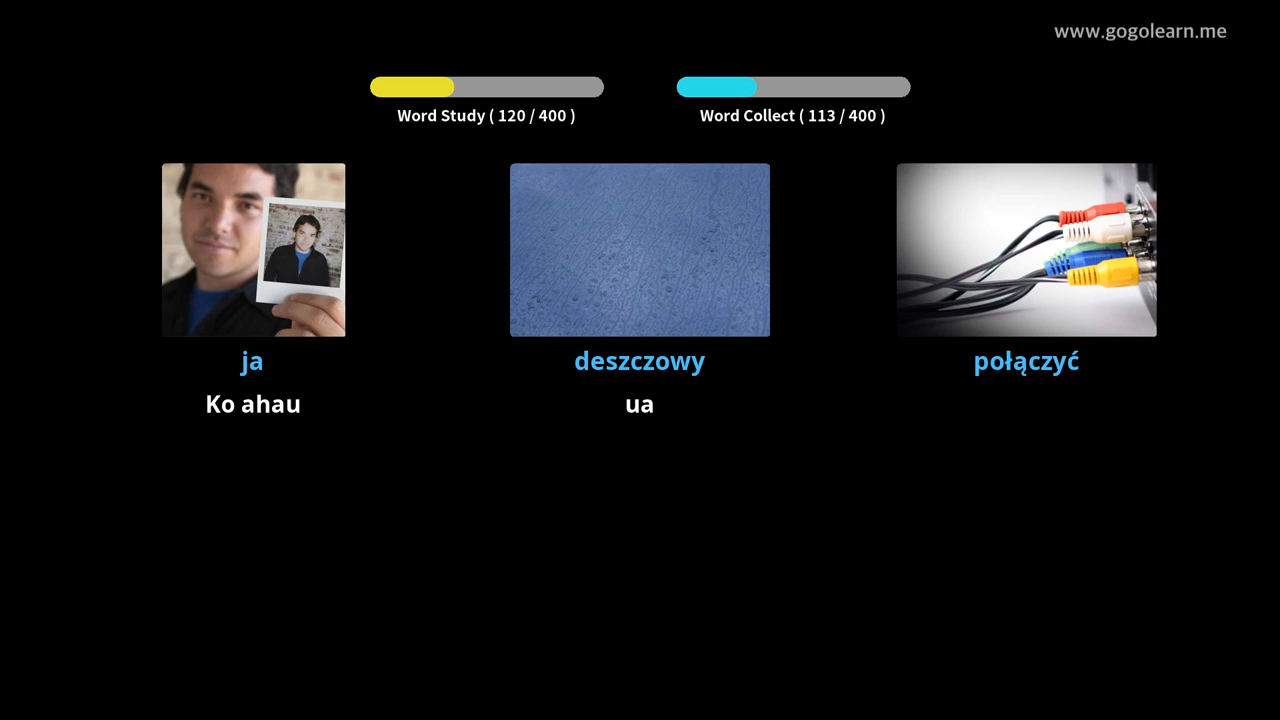 www.gogolearn.me
Word Study ( 120 / 400 )
Word Collect ( 113 / 400 )
ja
deszczowy
połączyć
Ko ahau
ua